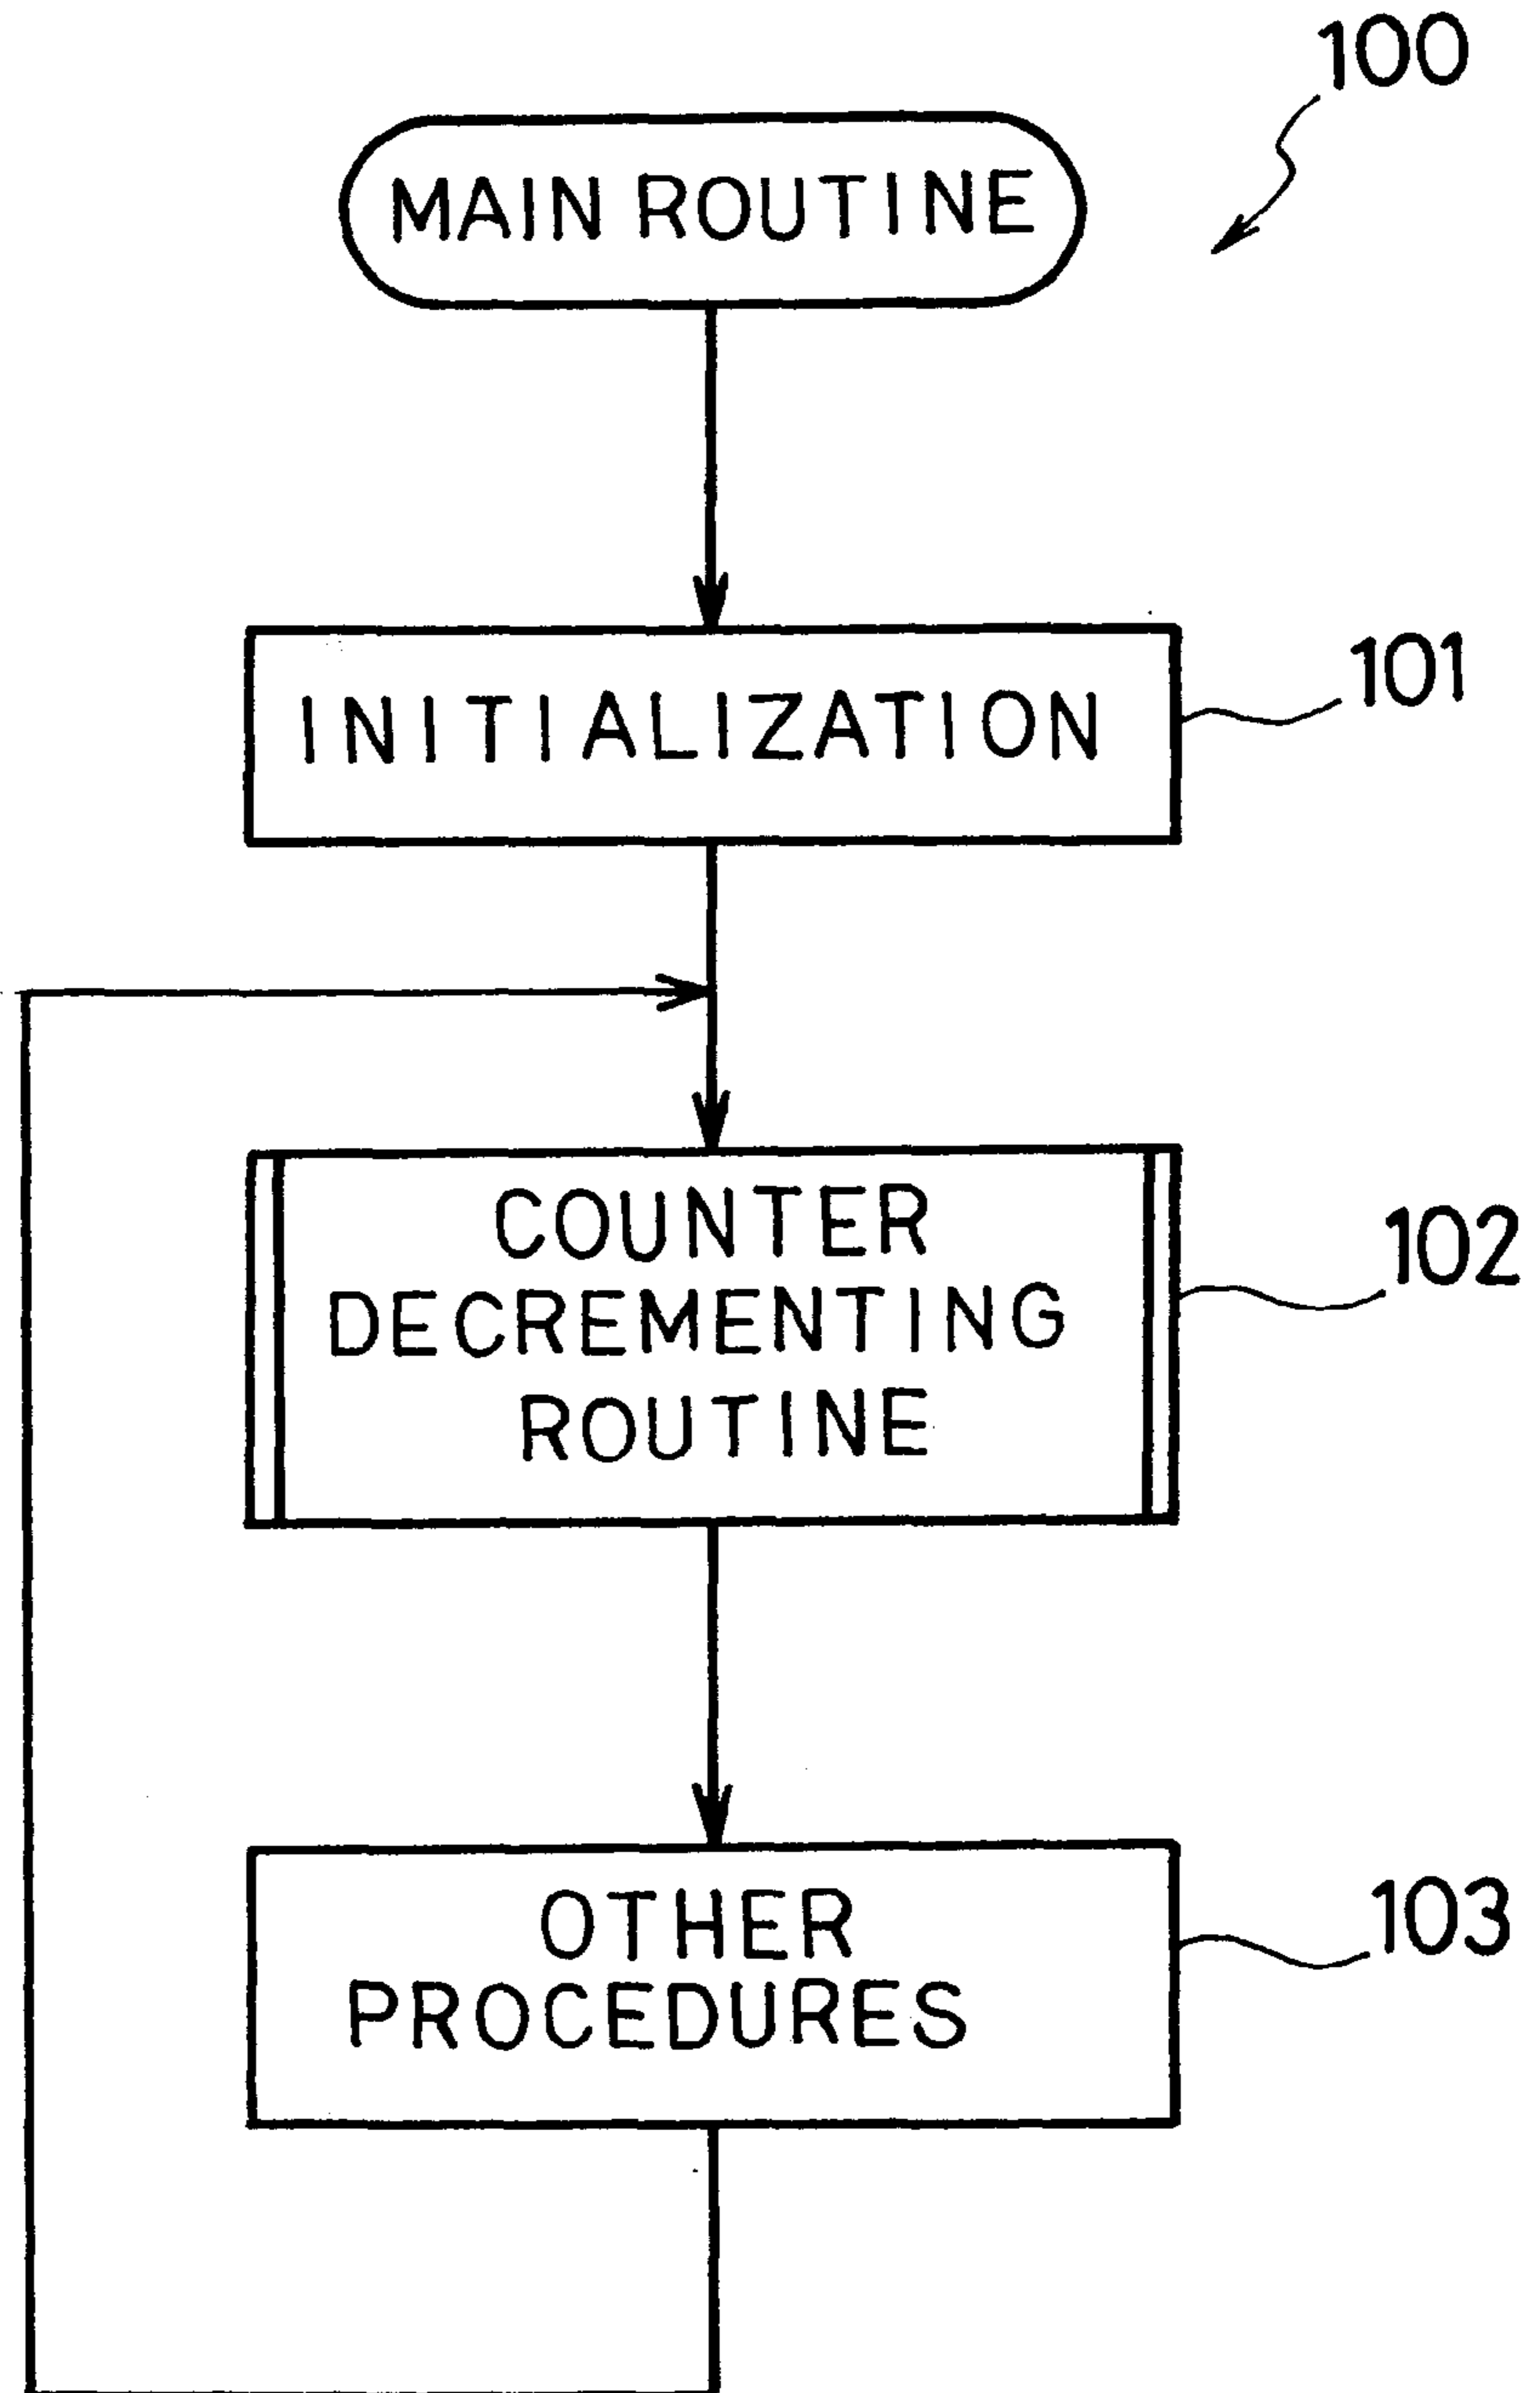 100
MAIN ROUTINE
INITIALIZATION
101
COUNTER
DECREMENTING
ROUTINE
102
OTHER
PROCEDURES
103